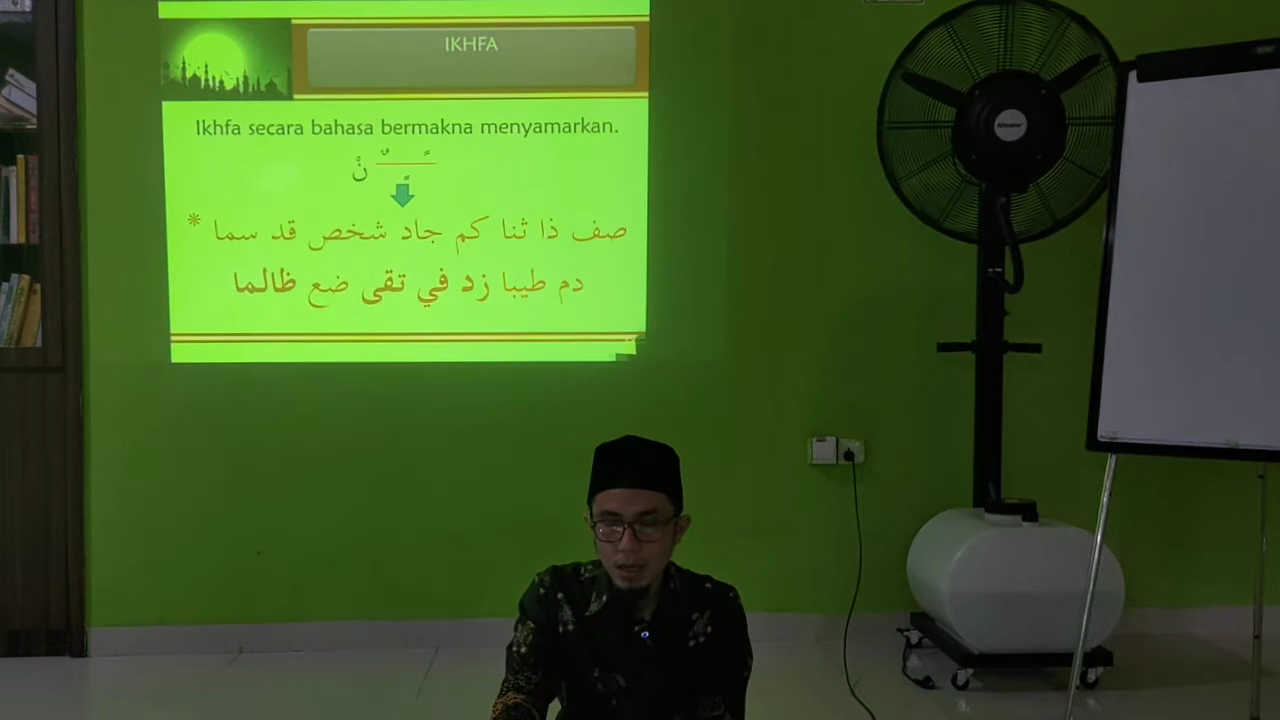 IKHFA
Ikhfa secara bahasa bermakna menyamarkan.
نْ ـًـٍـٌ
صف ذا ثنا كم جاد شخص قد سما *
دم طيبا زد في تقى ضع ظالما